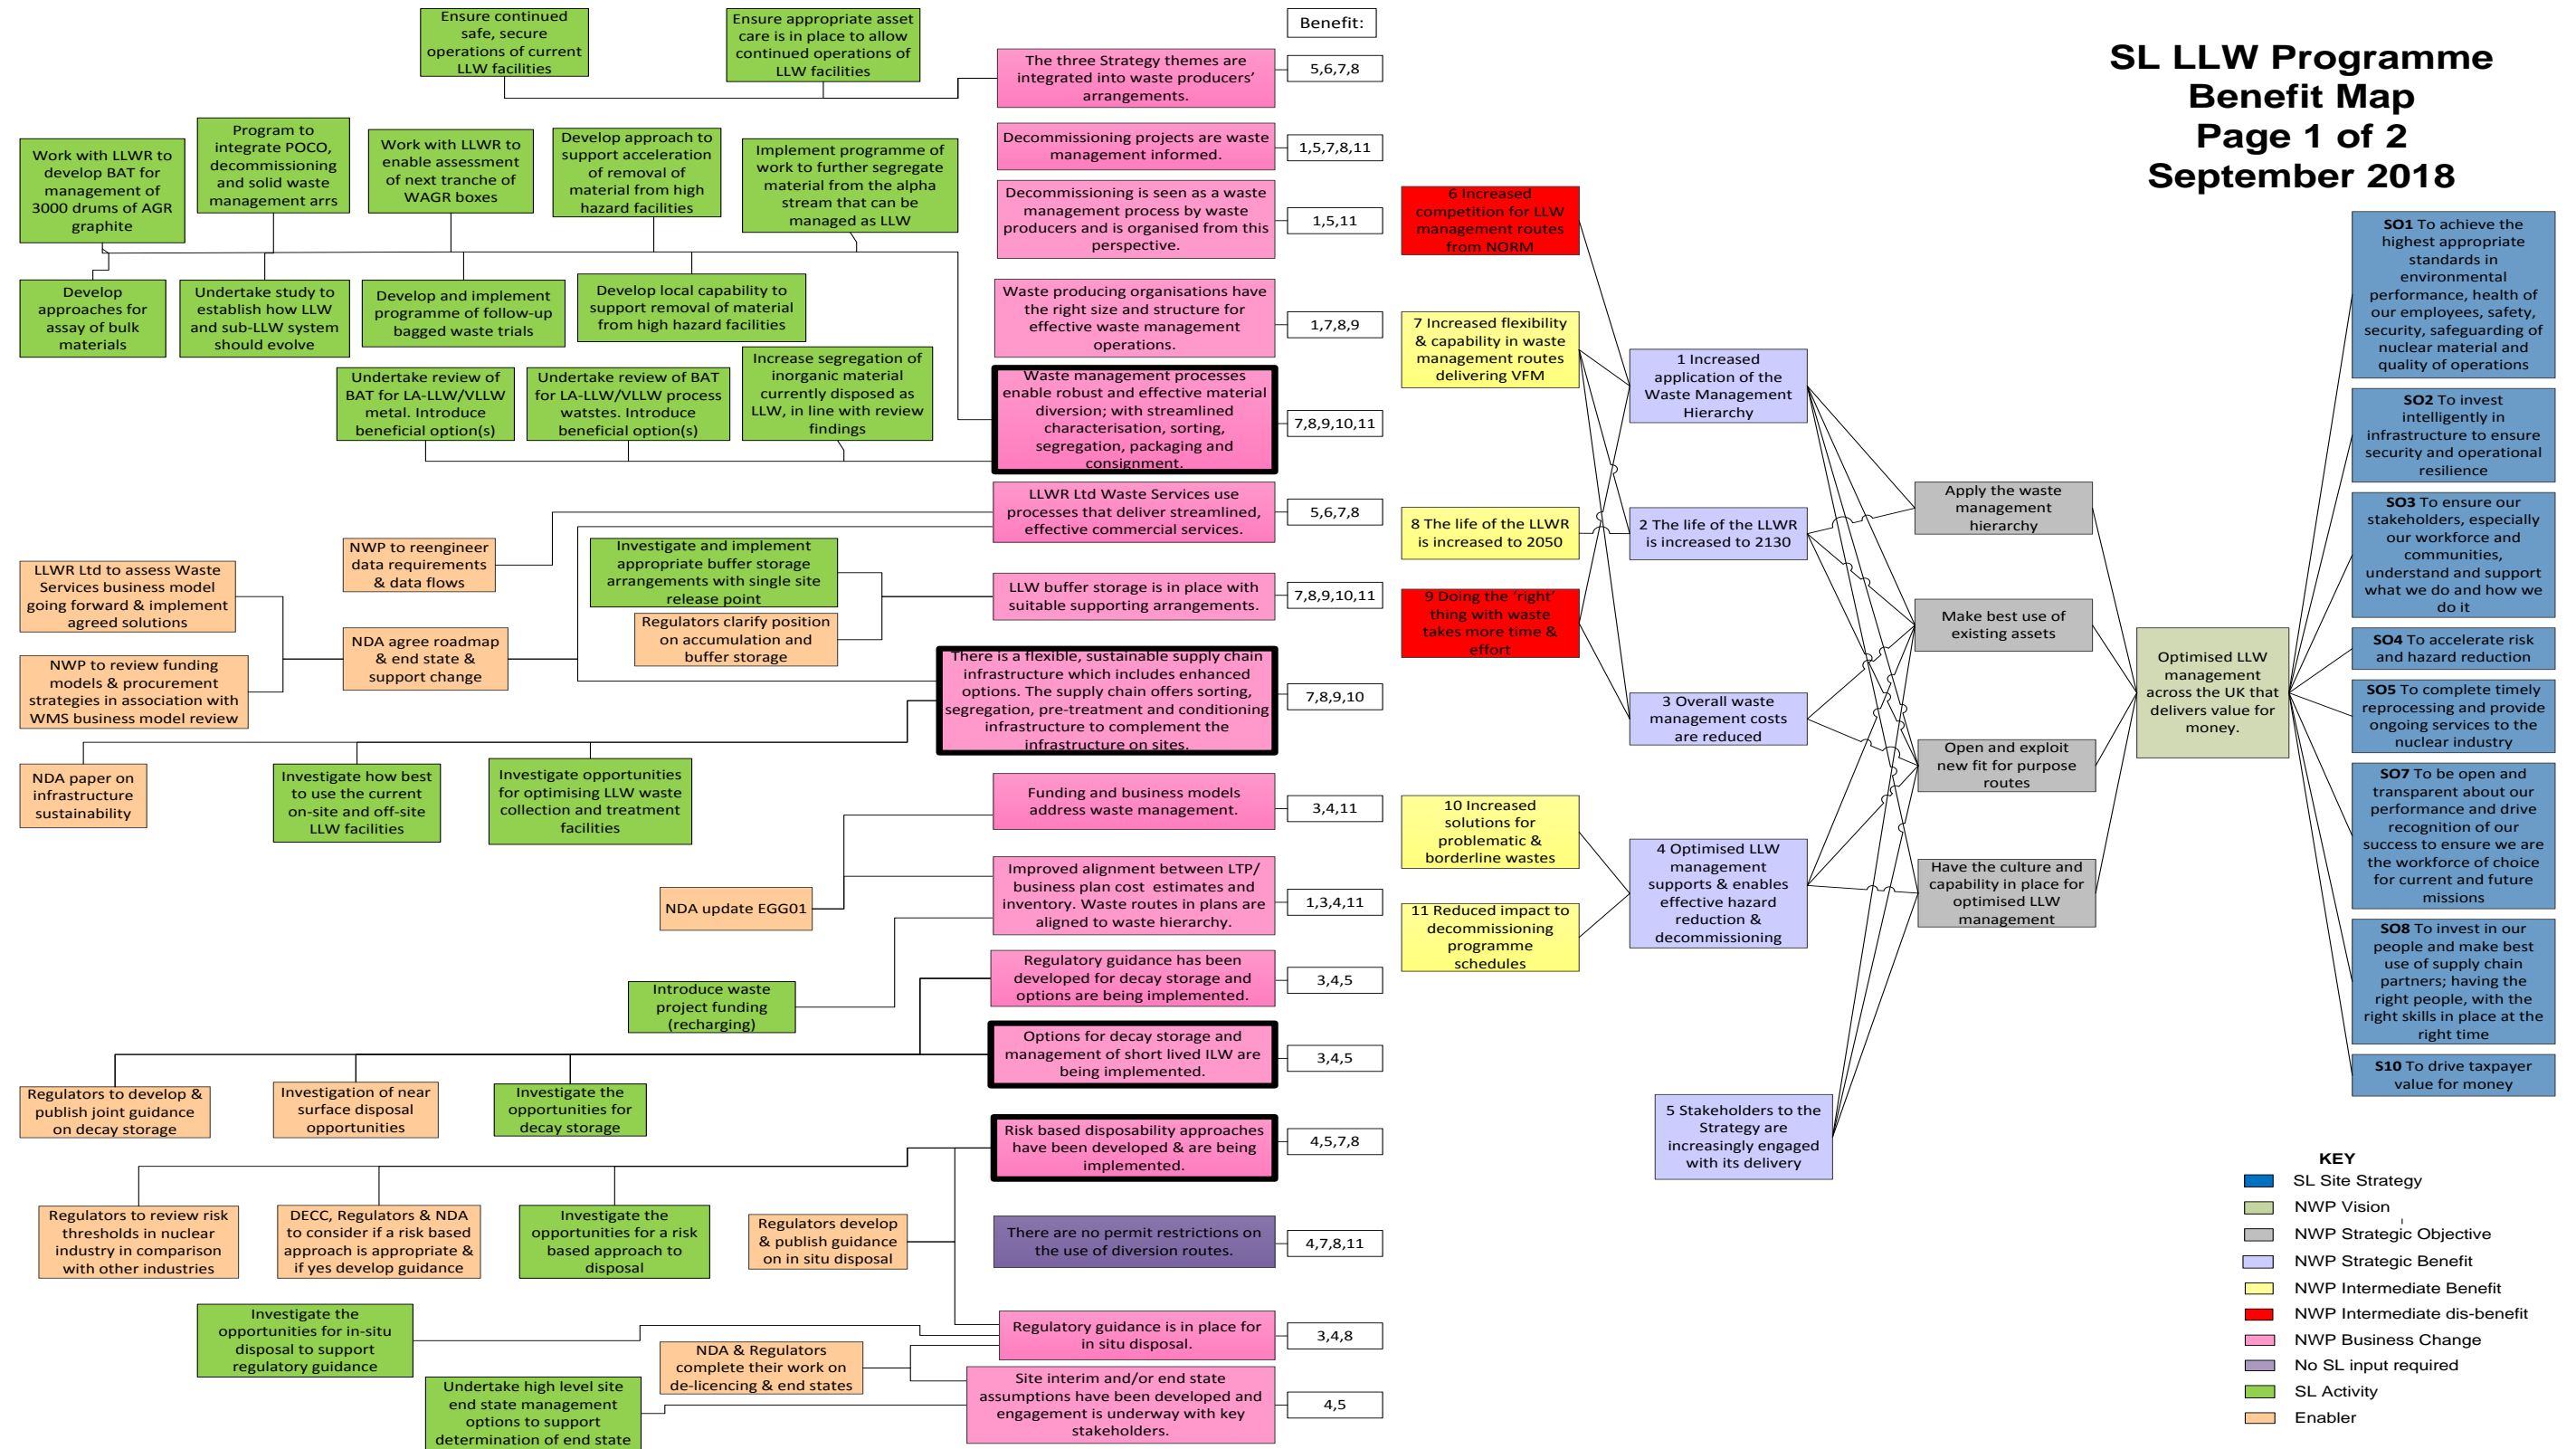 SL LLW Programme
Benefit Map
Page 1 of 2
September 2018
Ensure continued
safe, secure
operations of current
LLW facilities
Ensure appropriate asset
care is in place to allow
continued operations of
LLW facilities
Benefit:
The three Strategy themes are
integrated into waste producers’
arrangements.
5,6,7,8
Work with LLWR to
develop BAT for
management of
3000 drums of AGR
graphite
Program to
integrate POCO,
decommissioning
and solid waste
management arrs
Work with LLWR to
enable assessment
of next tranche of
WAGR boxes
Develop approach to
support acceleration
of removal of
material from high
hazard facilities
Implement programme of
work to further segregate
material from the alpha
stream that can be
managed as LLW
Decommissioning projects are waste
management informed.
1,5,7,8,11
Decommissioning is seen as a waste
management process by waste
producers and is organised from this
perspective.
1,5,11
Develop
approaches for
assay of bulk
materials
Undertake study to
establish how LLW
and sub-LLW system
should evolve
Develop and implement
programme of follow-up
bagged waste trials
Develop local capability to
support removal of material
from high hazard facilities
Waste producing organisations have
the right size and structure for
effective waste management
operations.
1,7,8,9
Undertake review of
BAT for LA-LLW/VLLW
metal. Introduce
beneficial option(s)
Undertake review of BAT
for LA-LLW/VLLW process
watstes. Introduce
beneficial option(s)
Increase segregation of
inorganic material
currently disposed as
LLW, in line with review
findings
Waste management processes
enable robust and effective material
diversion; with streamlined
characterisation, sorting,
segregation, packaging and
consignment.
7,8,9,10,11
LLWR Ltd Waste Services use
processes that deliver streamlined,
effective commercial services.
5,6,7,8
NWP to reengineer
data requirements
& data flows
Investigate and implement
appropriate buffer storage
arrangements with single site
release point
LLWR Ltd to assess Waste
Services business model
going forward & implement
agreed solutions
LLW buffer storage is in place with
suitable supporting arrangements.
7,8,9,10,11
Regulators clarify position
on accumulation and
buffer storage
NDA agree roadmap
& end state &
support change
NWP to review funding
models & procurement
strategies in association with
WMS business model review
There is a flexible, sustainable supply chain
infrastructure which includes enhanced
options. The supply chain offers sorting,
segregation, pre-treatment and conditioning
infrastructure to complement the
infrastructure on sites.
7,8,9,10
NDA paper on
infrastructure
sustainability
Investigate how best
to use the current
on-site and off-site
LLW facilities
Investigate opportunities
for optimising LLW waste
collection and treatment
facilities
Funding and business models
address waste management.
3,4,11
NDA update EGG01
Improved alignment between LTP/
business plan cost estimates and
inventory. Waste routes in plans are
aligned to waste hierarchy.
1,3,4,11
Introduce waste
project funding
(recharging)
Regulatory guidance has been
developed for decay storage and
options are being implemented.
3,4,5
Options for decay storage and
management of short lived ILW are
being implemented.
3,4,5
Regulators to develop &
publish joint guidance
on decay storage
Investigation of near
surface disposal
opportunities
Investigate the
opportunities for
decay storage
Risk based disposability approaches
have been developed & are being
implemented.
4,5,7,8
Regulators to review risk
thresholds in nuclear
industry in comparison
with other industries
DECC, Regulators & NDA
to consider if a risk based
approach is appropriate &
if yes develop guidance
Investigate the
opportunities for a risk
based approach to
disposal
Regulators develop
& publish guidance
on in situ disposal
There are no permit restrictions on
the use of diversion routes.
4,7,8,11
Investigate the
opportunities for in-situ
disposal to support
regulatory guidance
Regulatory guidance is in place for
in situ disposal.
3,4,8
NDA & Regulators
complete their work on
de-licencing & end states
Undertake high level site
end state management
options to support
determination of end state
Site interim and/or end state
assumptions have been developed and
engagement is underway with key
stakeholders.
4,5
6 Increased
competition for LLW
management routes
from NORM
7 Increased flexibility
& capability in waste
management routes
delivering VFM
8 The life of the LLWR
is increased to 2050
9 Doing the ‘right’
thing with waste
takes more time &
effort
10 Increased
solutions for
problematic &
borderline wastes
11 Reduced impact to
decommissioning
programme
schedules
1 Increased
application of the
Waste Management
Hierarchy
2 The life of the LLWR
is increased to 2130
3 Overall waste
management costs
are reduced
4 Optimised LLW
management
supports & enables
effective hazard
reduction &
decommissioning
5 Stakeholders to the
Strategy are
increasingly engaged
with its delivery
Apply the waste
management
hierarchy
Make best use of
existing assets
Open and exploit
new fit for purpose
routes
Have the culture and
capability in place for
optimised LLW
management
Optimised LLW
management
across the UK that
delivers value for
money.
SO1 To achieve the
highest appropriate
standards in
environmental
performance, health of
our employees, safety,
security, safeguarding of
nuclear material and
quality of operations
SO2 To invest
intelligently in
infrastructure to ensure
security and operational
resilience
SO3 To ensure our
stakeholders, especially
our workforce and
communities,
understand and support
what we do and how we
do it
SO4 To accelerate risk
and hazard reduction
SO5 To complete timely
reprocessing and provide
ongoing services to the
nuclear industry
SO7 To be open and
transparent about our
performance and drive
recognition of our
success to ensure we are
the workforce of choice
for current and future
missions
SO8 To invest in our
people and make best
use of supply chain
partners; having the
right people, with the
right skills in place at the
right time
S10 To drive taxpayer
value for money
KEY
SL Site Strategy
NWP Vision
NWP Strategic Objective
NWP Strategic Benefit
NWP Intermediate Benefit
NWP Intermediate dis-benefit
NWP Business Change
No SL input required
SL Activity
Enabler